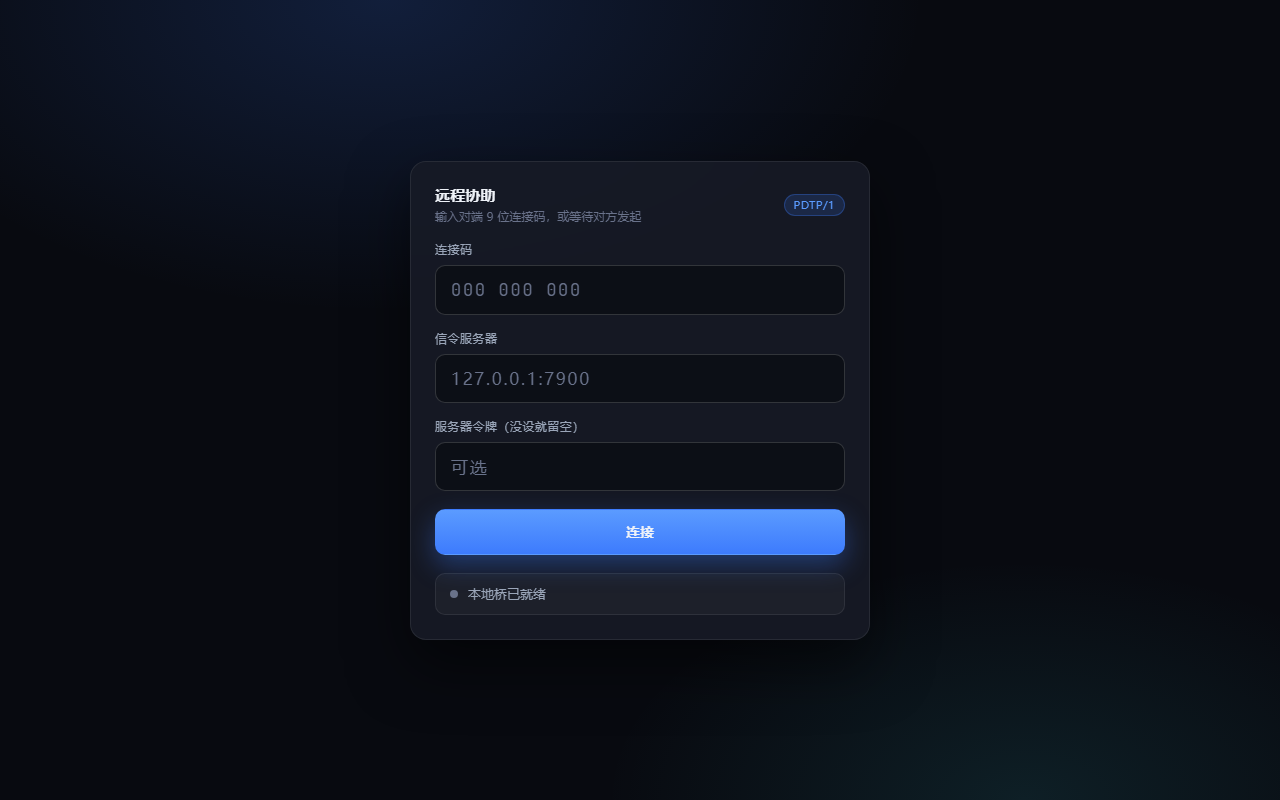 远程协助
输入对端 9 位连接码，或等待对方发起
PDTP/1
连接码
000 000 000
信令服务器
127.0.0.1:7900
服务器令牌（没设就留空）
可选
连接
本地桥已就绪